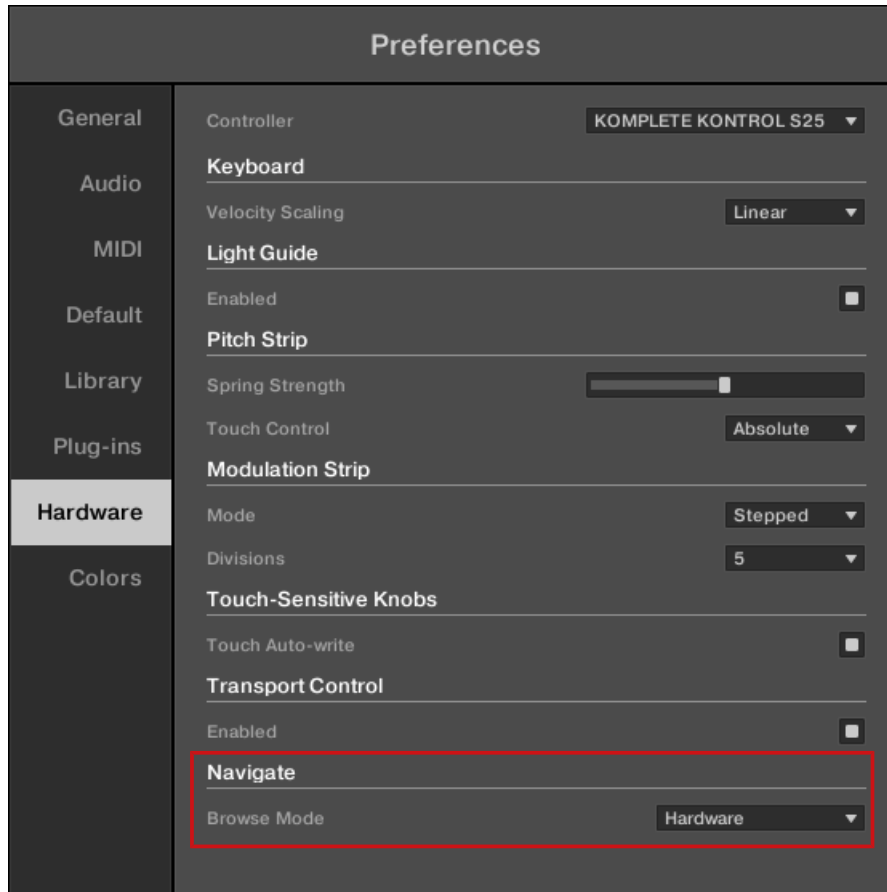 Preferences
General
Audio
MIDI
Default
Library
Plug-ins
Hardware
Colors
Controller KOMPLETE KONTROL S25
Keyboard
Velocity Scaling Linear
Light Guide
Enabled
Pitch Strip
Spring Strength
Touch Control Absolute
Modulation Strip
Mode Stepped
Divisions 5
Touch-Sensitive Knobs
Touch Auto-write
Transport Control
Enabled
Navigate
Browse Mode Hardware